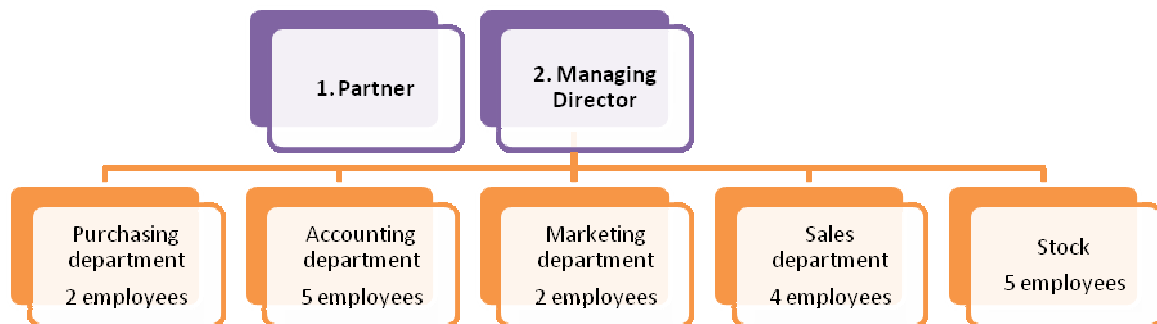 1. Partner
2. Managing
Director
Purchasing
department
2 employees
Accounting
department
5 employees
Marketing
department
2 employees
Sales
department
4 employees
Stock
5 employees